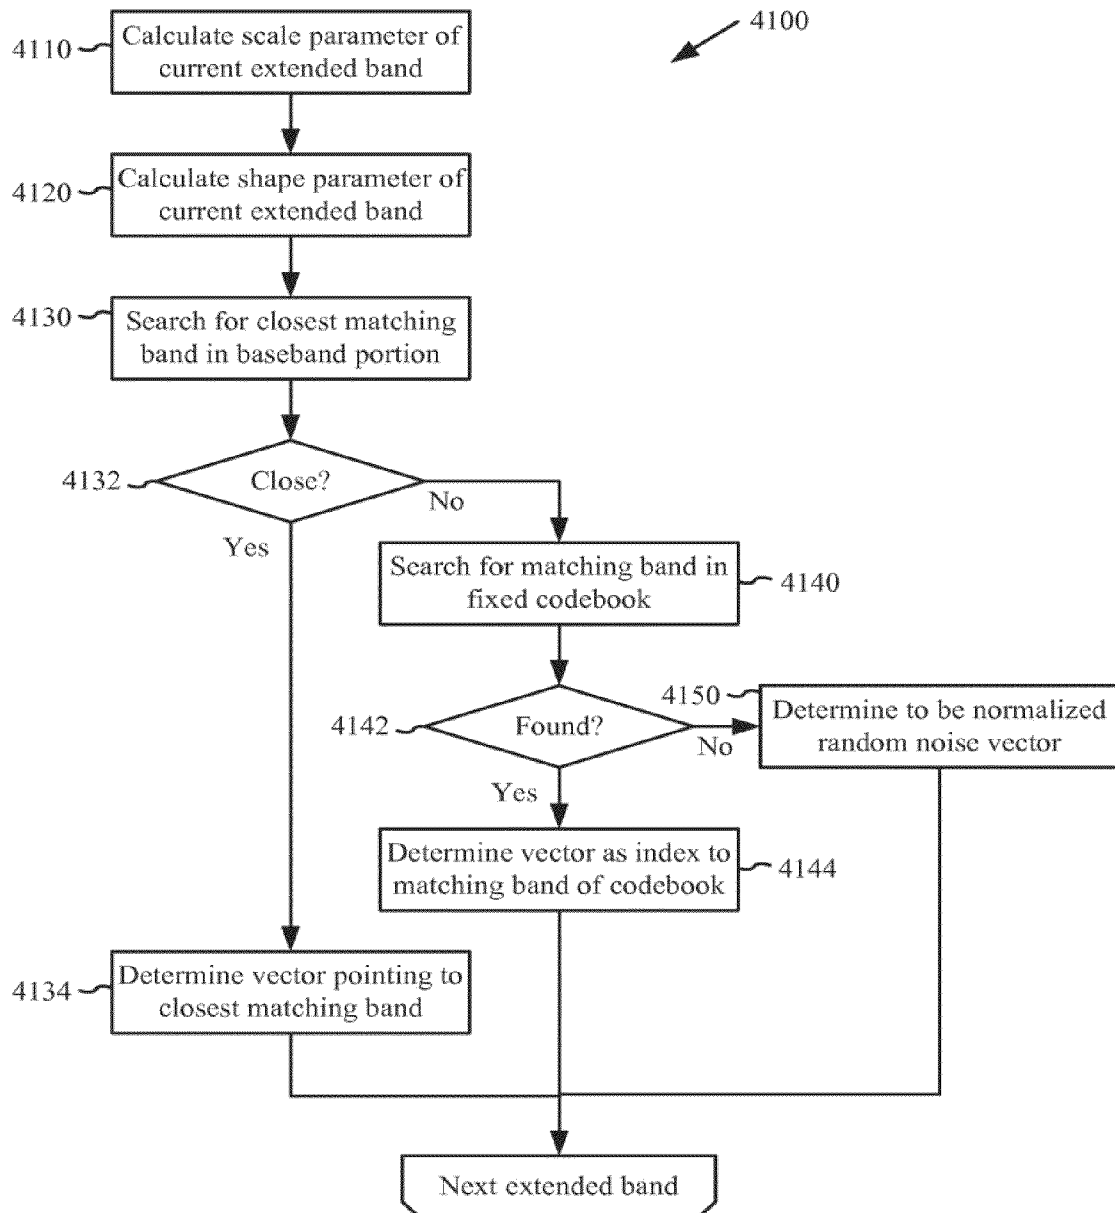 4100
4110
Calculate scale parameter of
current extended band
4120
Calculate shape parameter of
current extended band
4130
Search for closest matching
band in baseband portion
4132
Close?
No
Yes
Search for matching band in
fixed codebook
4140
4142
Found?
No
4150
Determine to be normalized
random noise vector
Yes
Determine vector as index to
matching band of codebook
4144
4134
Determine vector pointing to
closest matching band
Next extended band